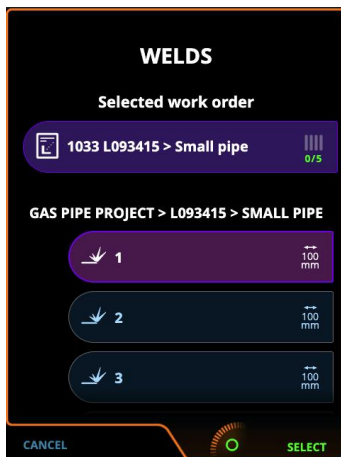 WELDS
Selected work order
1033 L093415 > Small pipe
0/5
GAS PIPE PROJECT > L093415 > SMALL PIPE
1
100
mm
2
100
mm
3
100
mm
CANCEL
SELECT